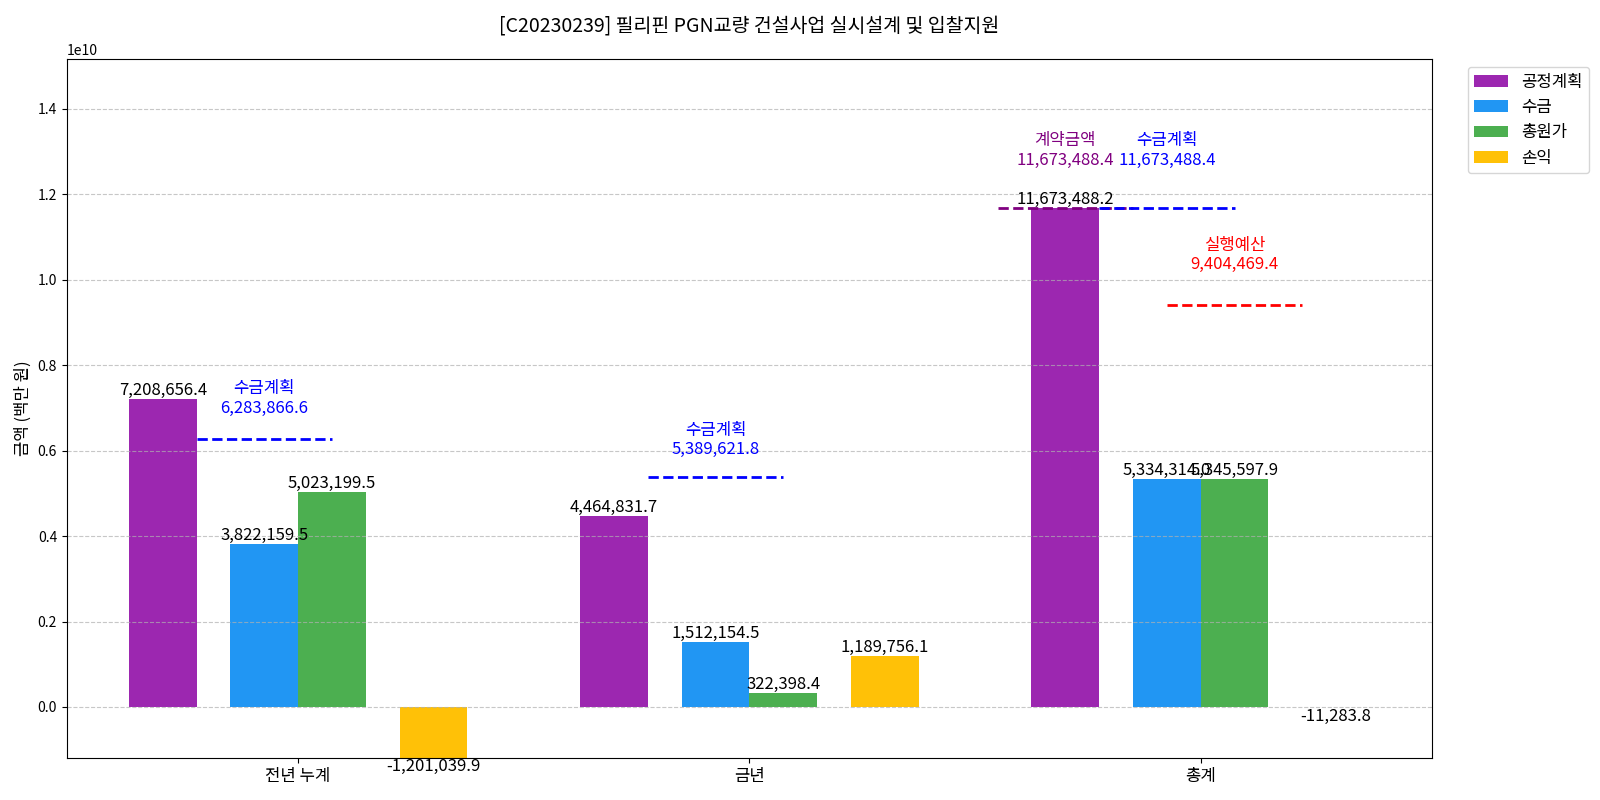 [C20230239] 필리핀 PGN교량 건설사업 실시설계 및 입찰지원
1e10
공정계획
수금
총원가
손익
1.4
1.2
1.0
0.8
0.6
0.4
0.2
0.0
금액 (백만 원)
계약금액
11,673,488.4
수금계획
11,673,488.4
11,673,488.2
실행예산
9,404,469.4
7,208,656.4
수금계획
6,283,866.6
수금계획
5,389,621.8
5,023,199.5
3,822,159.5
4,464,831.7
5,334,314.0
5,345,597.9
1,512,154.5
322,398.4
1,189,756.1
-11,283.8
-1,201,039.9
전년 누계
금년
총계